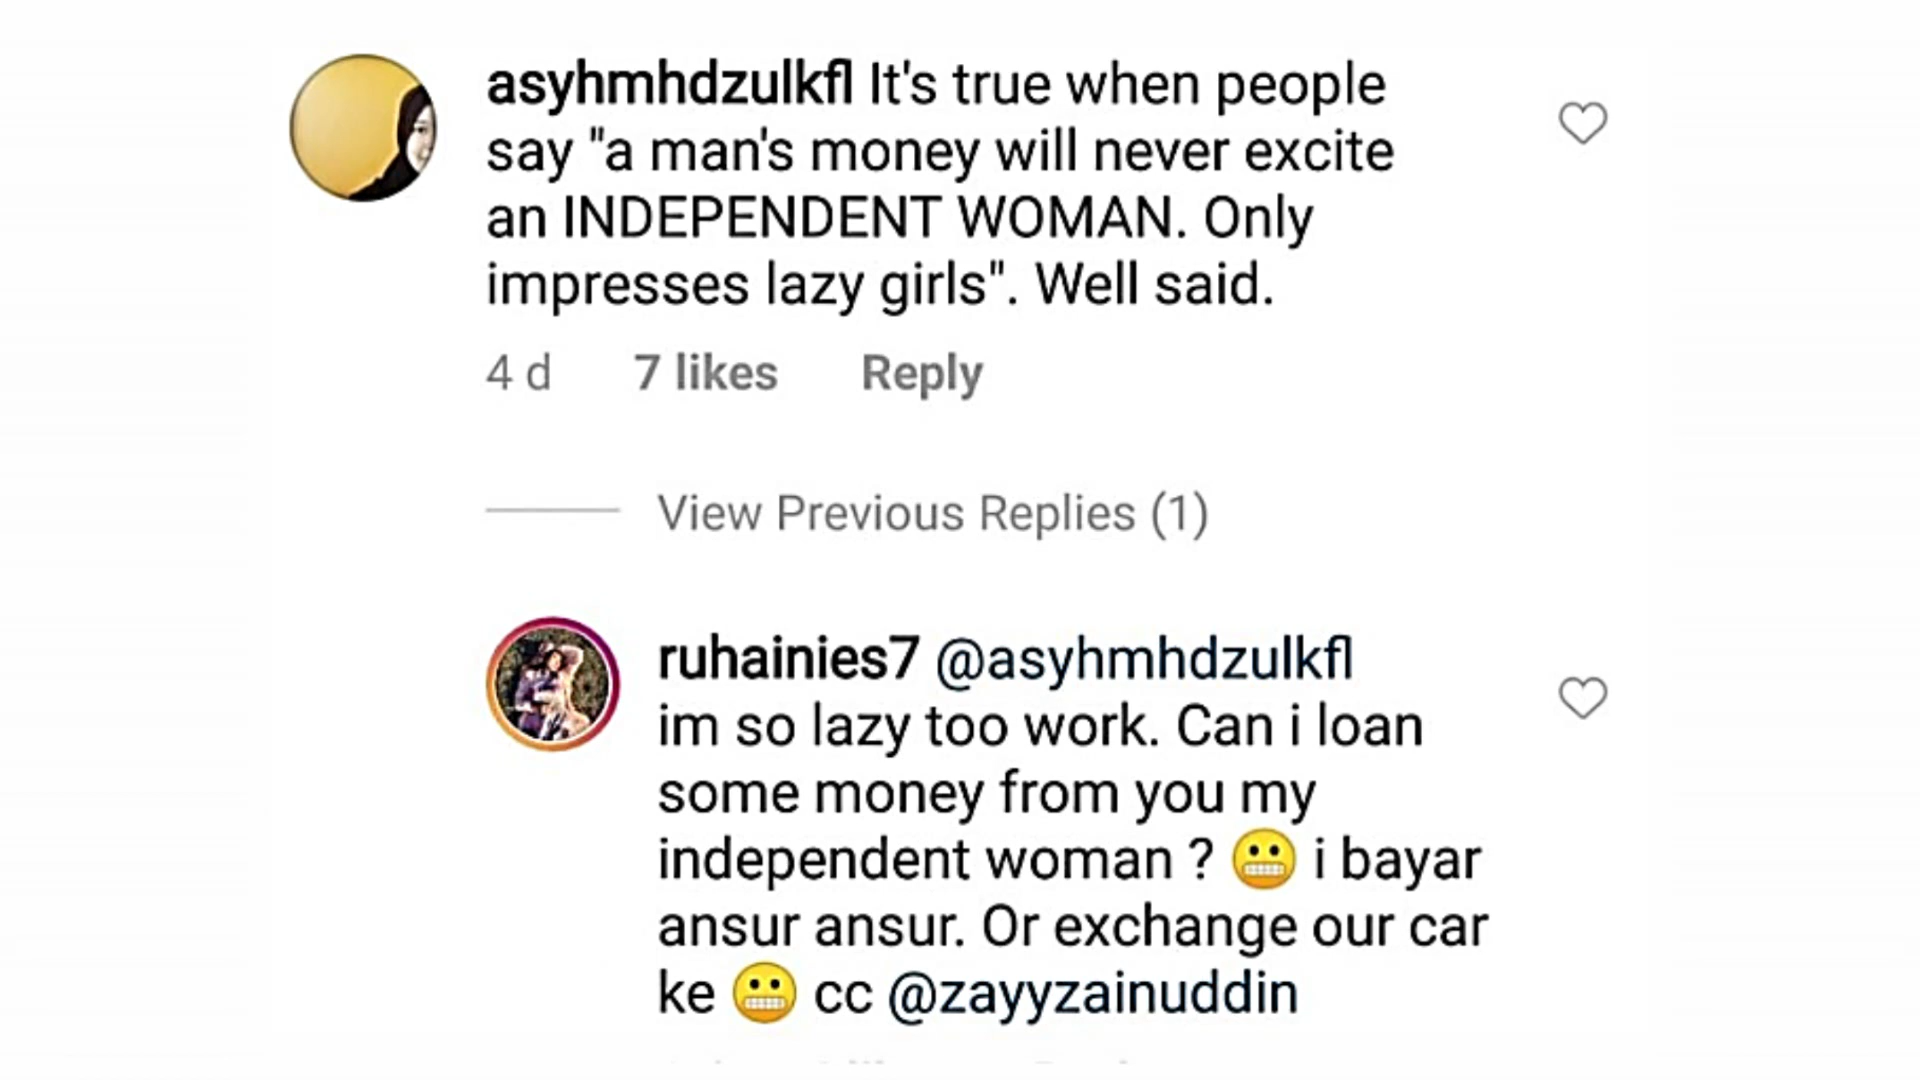 asyhmhdzulkfl It's true when people
say "a man's money will never excite
an INDEPENDENT WOMAN. Only
impresses lazy girls". Well said.
4 d 7 likes Reply
View Previous Replies (1)
ruhainies7 @asyhmhdzulkfl
im so lazy too work. Can i loan
some money from you my
independent woman ? 😬 i bayar
ansur ansur. Or exchange our car
ke 😬 cc @zayyzainuddin